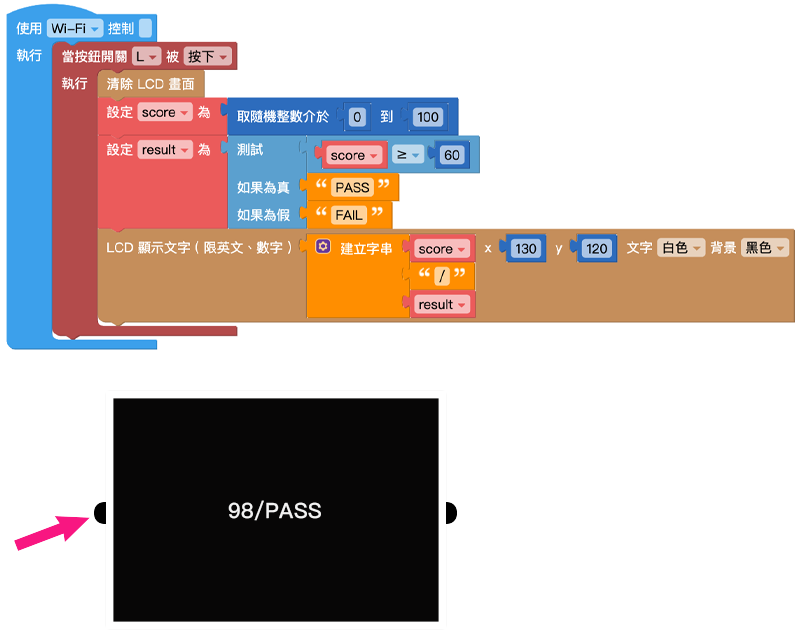 使用 Wi-Fi 控制
執行 當按鈕開關 L 被 按下
執行 清除 LCD 畫面
設定 score 為 取隨機整數介於 0 到 100
設定 result 為 測試 score ≥ 60
如果為真 “ PASS ”
如果為假 “ FAIL ”
LCD 顯示文字 ( 限英文、數字 ) 建立字串 score x 130 y 120 文字 白色 背景 黑色
“ / ”
result
98/PASS